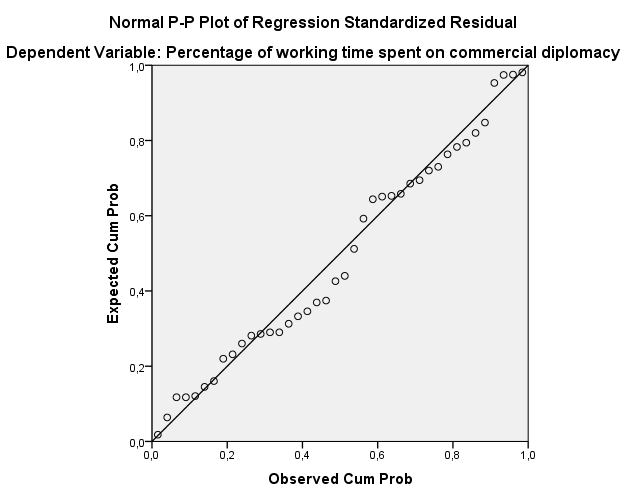 Normal P-P Plot of Regression Standardized Residual
Dependent Variable: Percentage of working time spent on commercial diplomacy
1,0
0,8
0,6
0,4
0,2
0,0
Expected Cum Prob
0,0 0,2 0,4 0,6 0,8 1,0
Observed Cum Prob